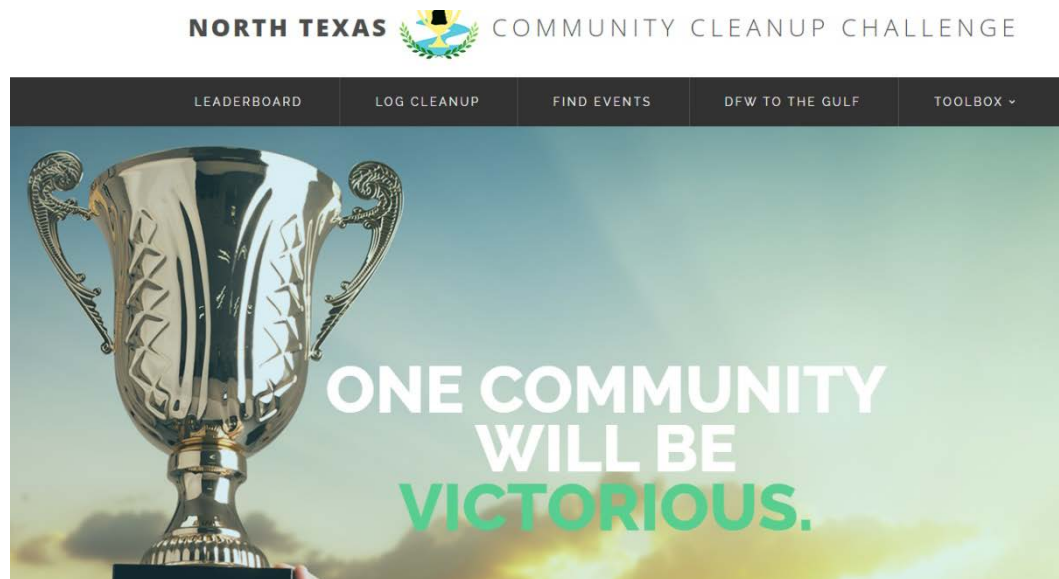 NORTH TEXAS COMMUNITY CLEANUP CHALLENGE
LEADERBOARD LOG CLEANUP FIND EVENTS DFW TO THE GULF TOOLBOX
ONE COMMUNITY
WILL BE
VICTORIOUS.